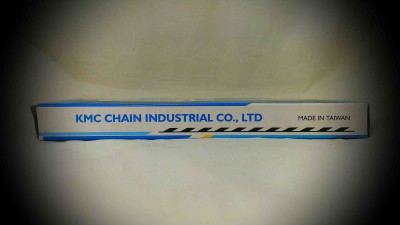 KMC CHAIN INDUSTRIAL CO., LTD
MADE IN TAIWAN